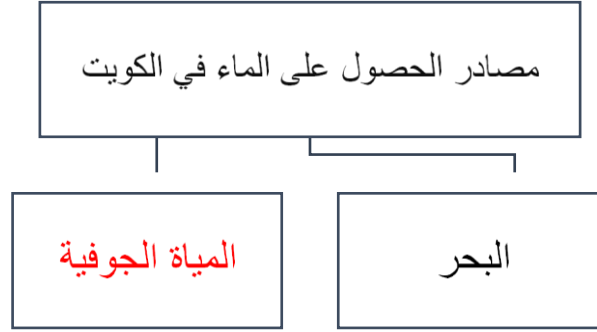 مصادر الحصول على الماء في الكويت
البحر
المياة الجوفية